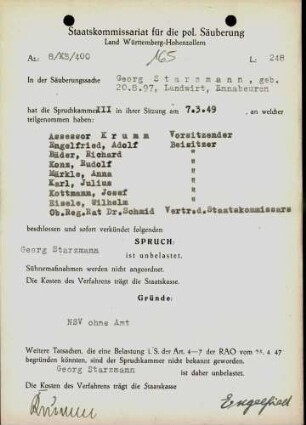 Staatskommissariat für die pol. Säuberung
Land Württemberg-Hohenzollern
Az: 8/KS/400 165 L, 248
In der Säuberungssache Georg Starzmann, geb.
20.8.97, Landwirt, Ennabeuren
hat die Spruchkammer III in ihrer Sitzung am 7.3.49 , an welcher
teilgenommen haben:
Assessor Krumm Vorsitzender
Engelfried, Adolf Beisitzer
Bäder, Richard "
Kons, Rudolf "
Märkle, Anna "
Karl, Julius "
Kottmann, Josef "
Eisele, Wilhelm "
Ob.Reg.Rat Dr.Schmid Vertr.d.Staatskommissars
beschlossen und sofort verkündet folgenden
SPRUCH:
Georg Starzmann
ist unbelastet.
Sühnemaßnahmen werden nicht angeordnet.
Die Kosten des Verfahrens trägt die Staatskasse.
Gründe:
NSV ohne Amt
Weitere Tatsachen, die eine Belastung i. S. der Art. 4—7 der RAO vom 25. 4. 47
begründen könnten, sind der Spruchkammer nicht bekannt geworden.
Georg Starzmann ist daher unbelastet.
Die Kosten des Verfahrens trägt die Staatskasse
Krumm Engelfried